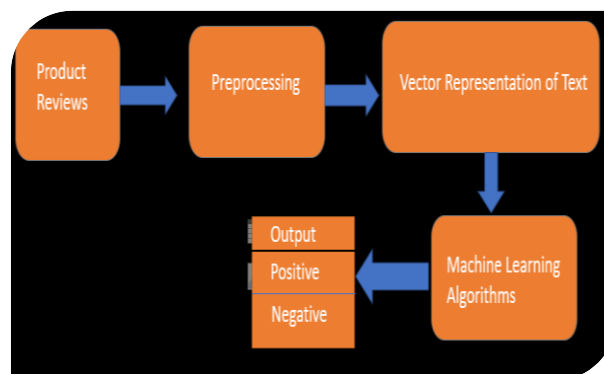 Product
Reviews
Preprocessing
Vector Representation of Text
Machine Learning
Algorithms
Output
Positive
Negative